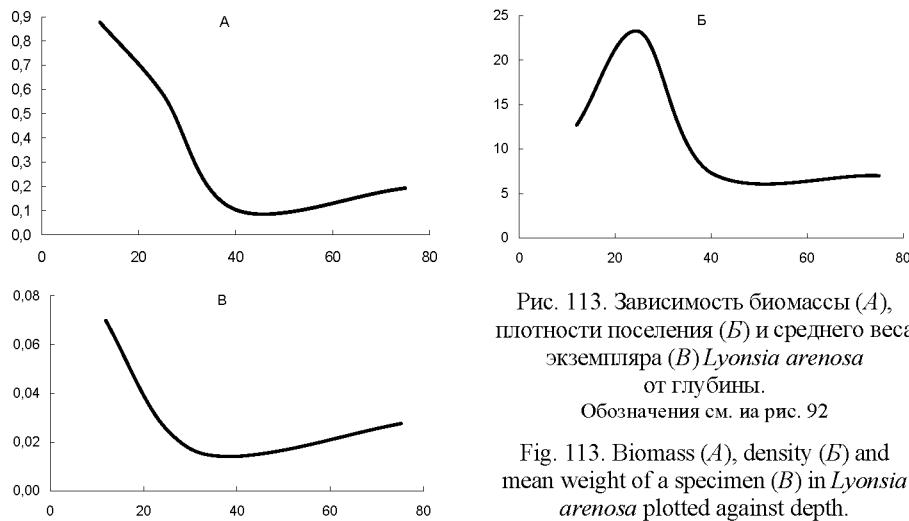 А
0,9
0,8
0,7
0,6
0,5
0,4
0,3
0,2
0,1
0,0
0 20 40 60 80
Б
25
20
15
10
5
0
0 20 40 60 80
В
0,08
0,06
0,04
0,02
0,00
0 20 40 60 80
Рис. 113. Зависимость биомассы (А),
плотности поселения (Б) и среднего веса
экземпляра (В) Lyonsia arenosa
от глубины.
Обозначения см. иа рис. 92
Fig. 113. Biomass (А), density (Б) and
mean weight of a specimen (В) in Lyonsia
arenosa plotted against depth.